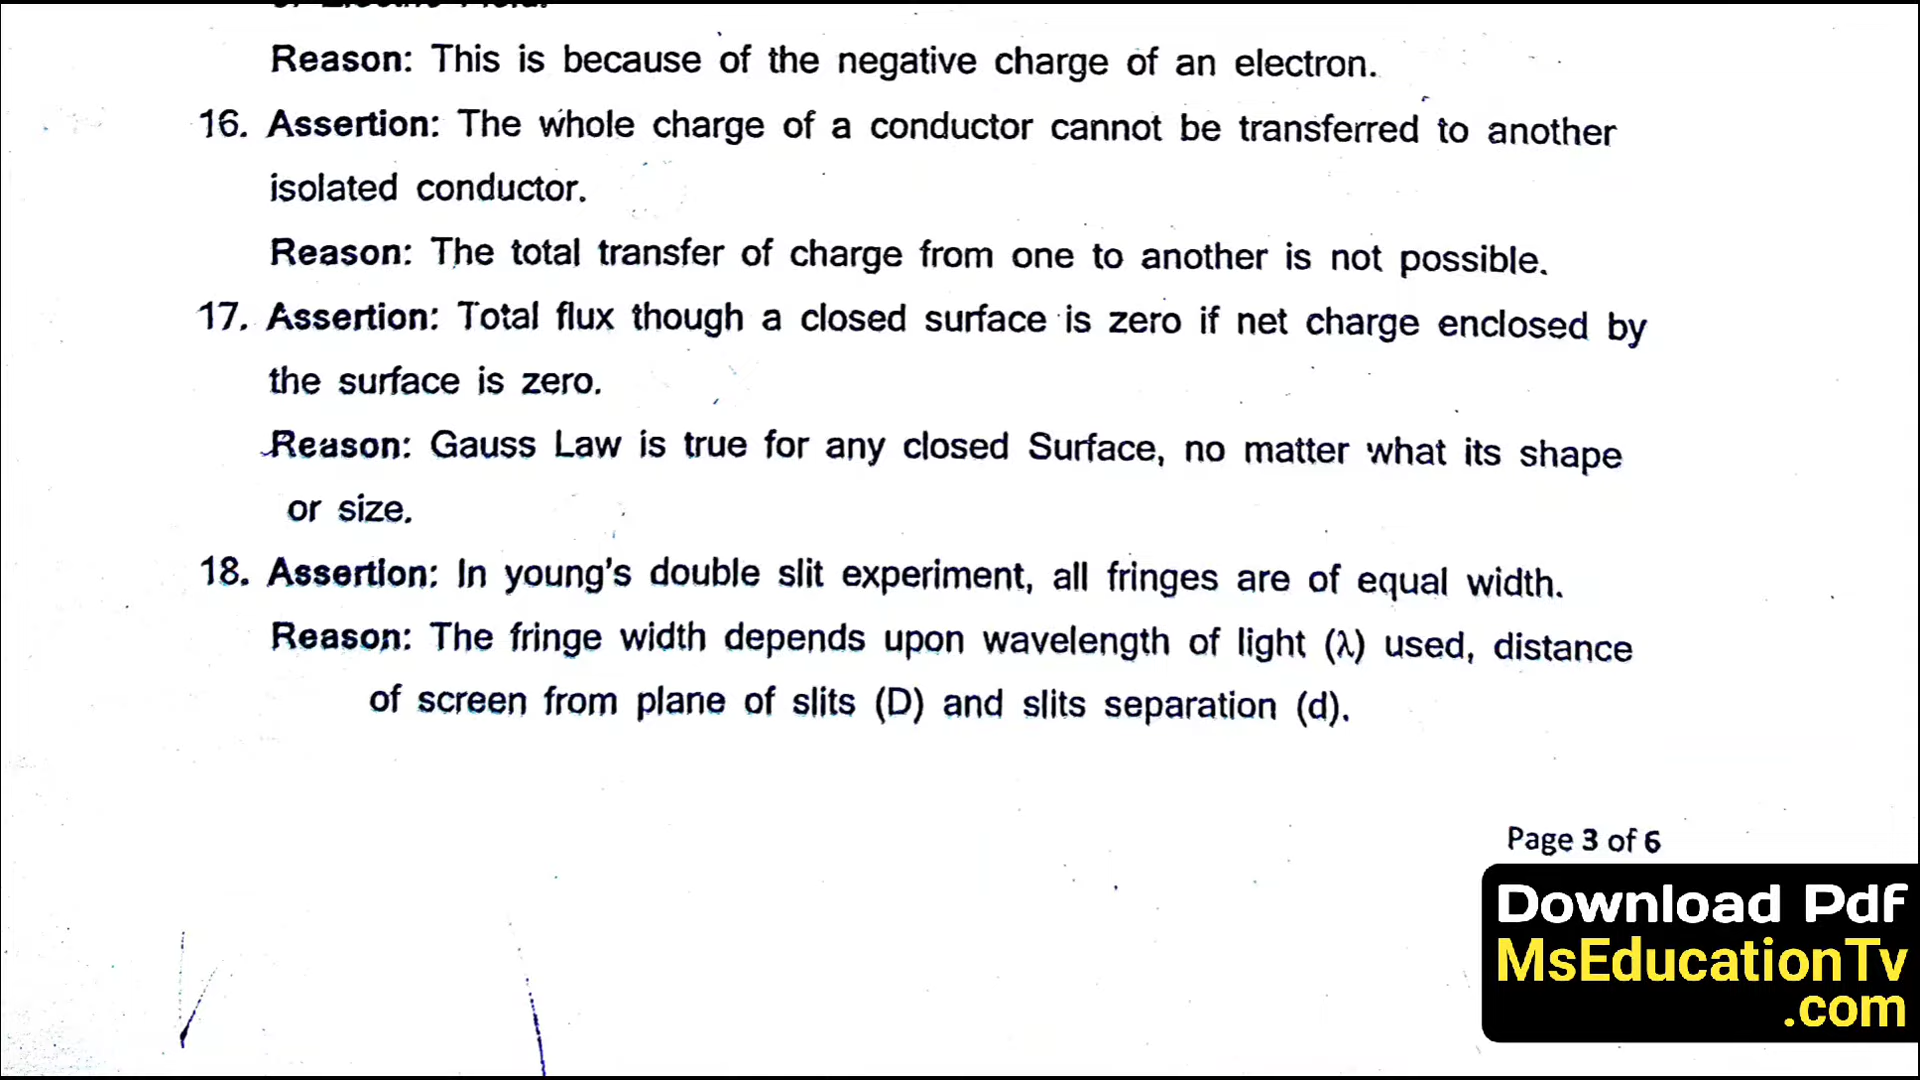 Reason: This is because of the negative charge of an electron.
16. Assertion: The whole charge of a conductor cannot be transferred to another
isolated conductor.
Reason: The total transfer of charge from one to another is not possible.
17. Assertion: Total flux though a closed surface is zero if net charge enclosed by
the surface is zero.
Reason: Gauss Law is true for any closed Surface, no matter what its shape
or size.
18. Assertion: In young's double slit experiment, all fringes are of equal width.
Reason: The fringe width depends upon wavelength of light (λ) used, distance
of screen from plane of slits (D) and slits separation (d).
Page 3 of 6
Download Pdf
MsEducationTv
.com